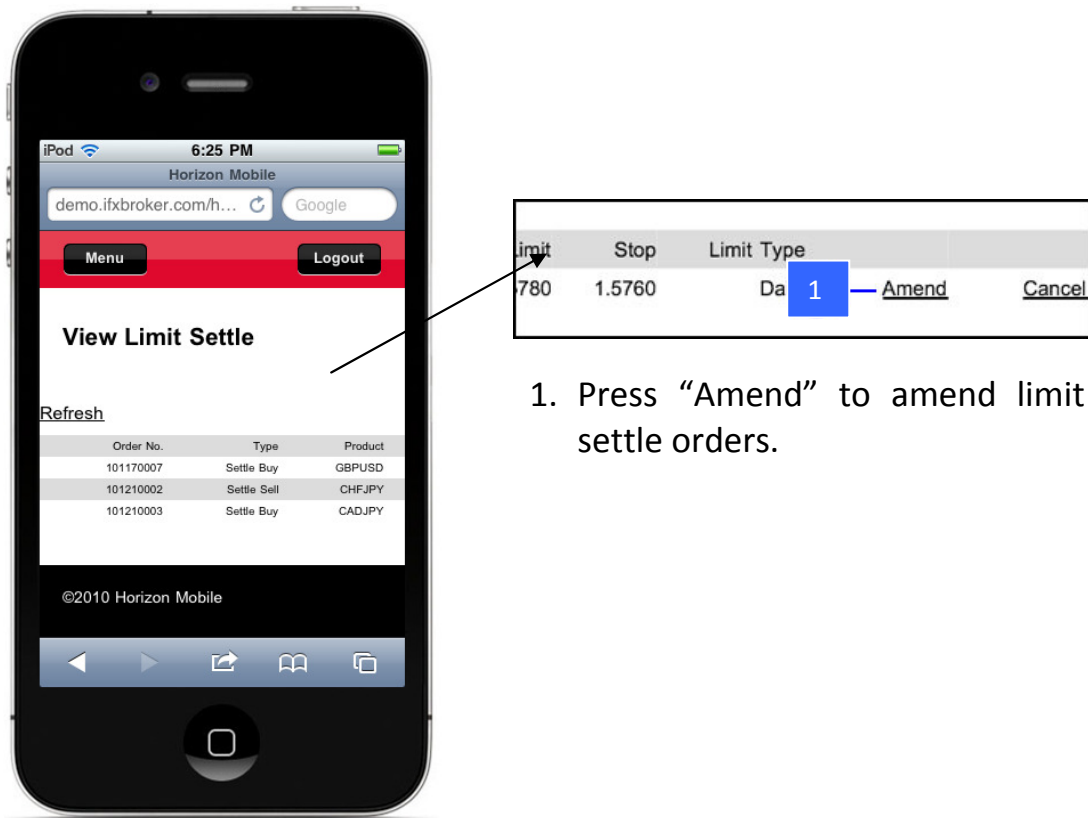 iPod 6:25 PM
Horizon Mobile
demo.ifxbroker.com/h... Google
Menu Logout
View Limit Settle
Refresh
Order No. Type Product
101170007 Settle Buy GBPUSD
101210002 Settle Sell CHFJPY
101210003 Settle Buy CADJPY
©2010 Horizon Mobile
Stop Limit Type
780 1.5760 Da 1 Amend Cancel
1. Press “Amend” to amend limit
settle orders.